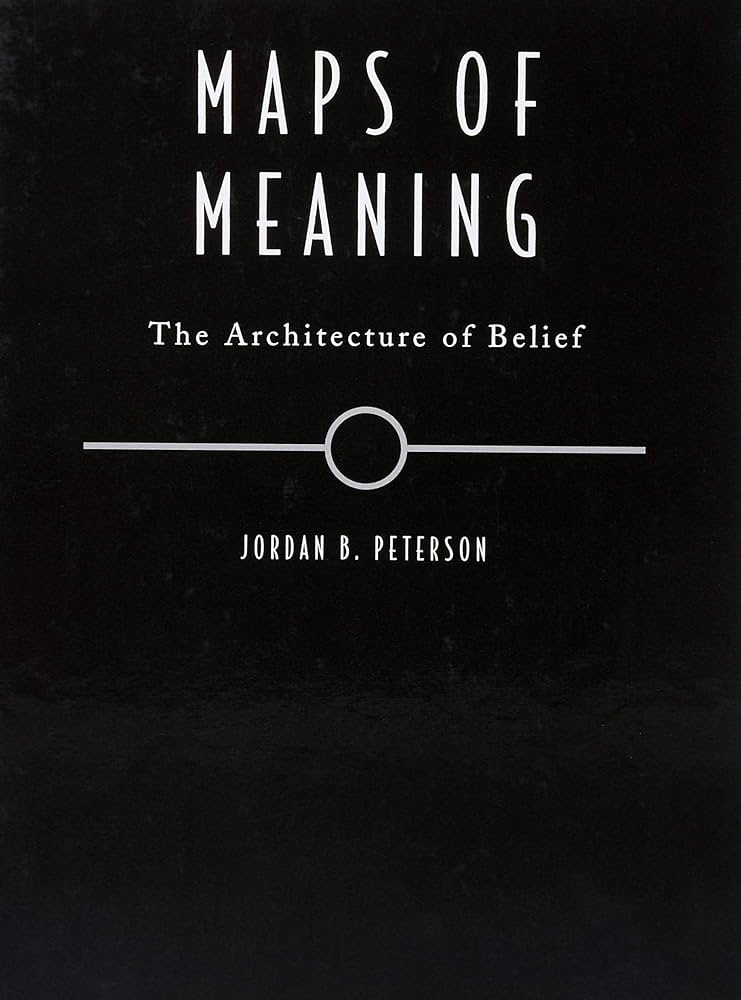 MAPS OF
MEANING
The Architecture of Belief
JORDAN B. PETERSON